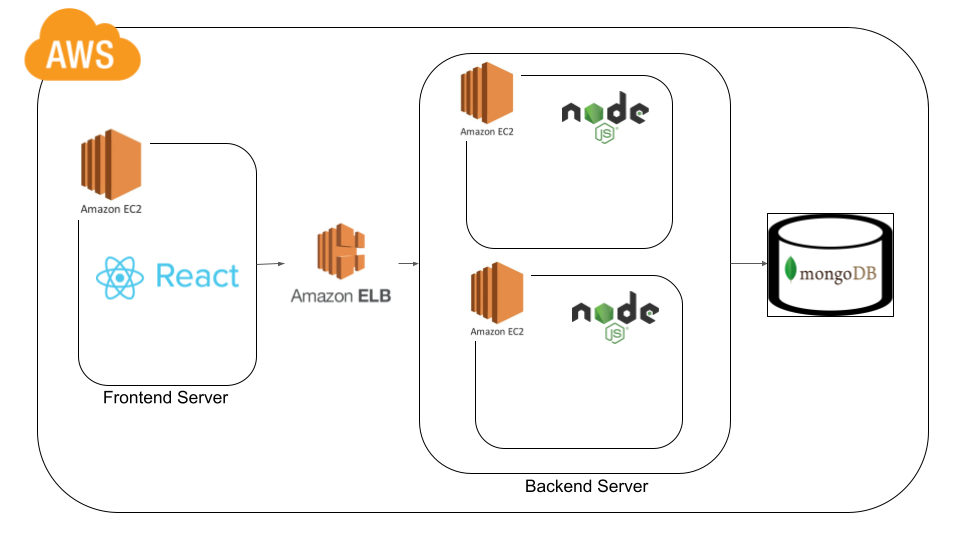 AWS
Amazon EC2
React
Frontend Server
Amazon ELB
Amazon EC2
node
JS
Amazon EC2
node
JS
Backend Server
mongoDB